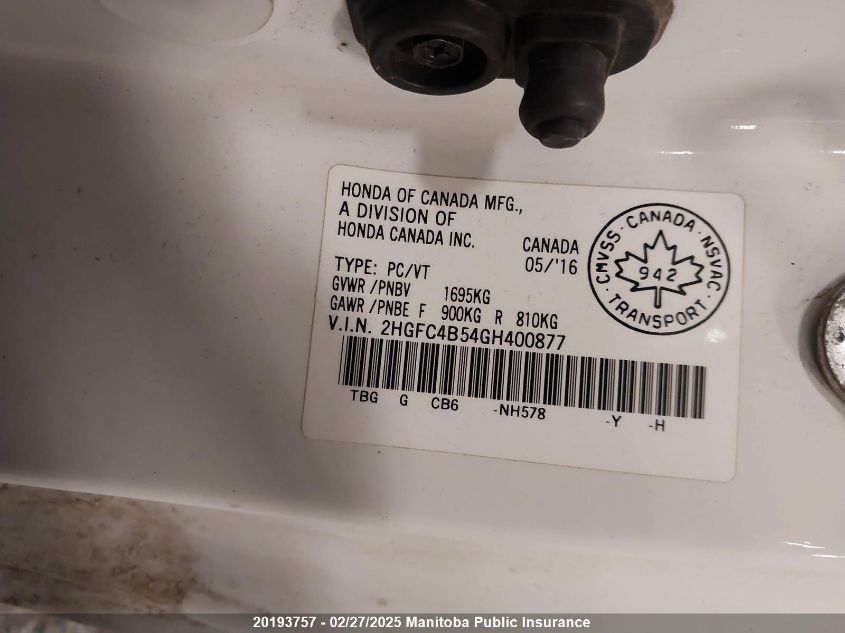 HONDA OF CANADA MFG.,
A DIVISION OF
HONDA CANADA INC.
CANADA
05/'16
TYPE: PC/VT
GVWR/PNBV 1695KG
GAWR/PNBE F 900KG R 810KG
V.I.N. 2HGFC4B54GH400877
TBG G CB6 -NH578 -Y -H
CMVSS · CANADA · NSVAC
942
TRANSPORT
20193757 - 02/27/2025 Manitoba Public Insurance